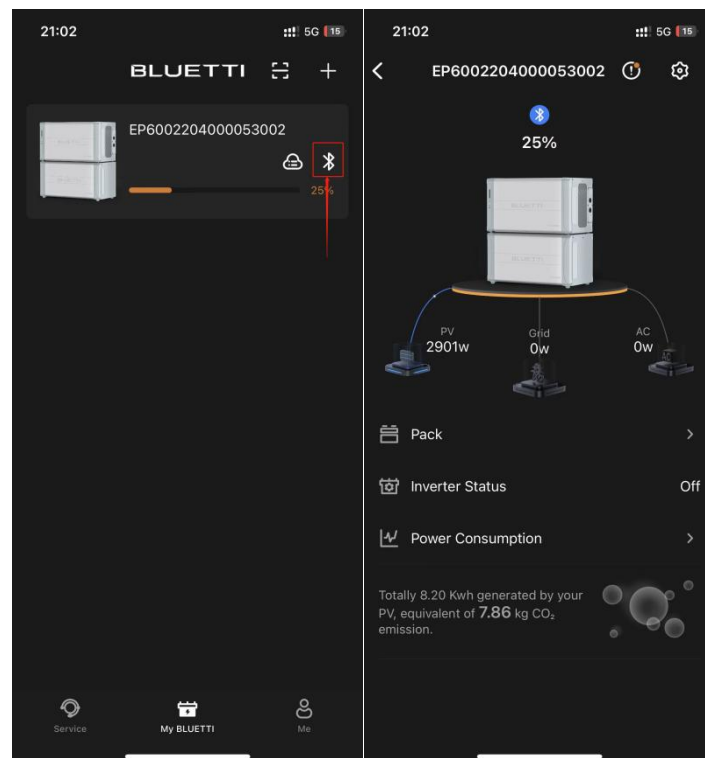 21:02
5G 15
BLUETTI
EP6002204000053002
25%
Service
My BLUETTI
Me
21:02
5G 15
EP6002204000053002
25%
BLUETTI
PV
2901w
Grid
0w
AC
0w
Pack
Inverter Status
Off
Power Consumption
Totally 8.20 Kwh generated by your
PV, equivalent of 7.86 kg CO₂
emission.